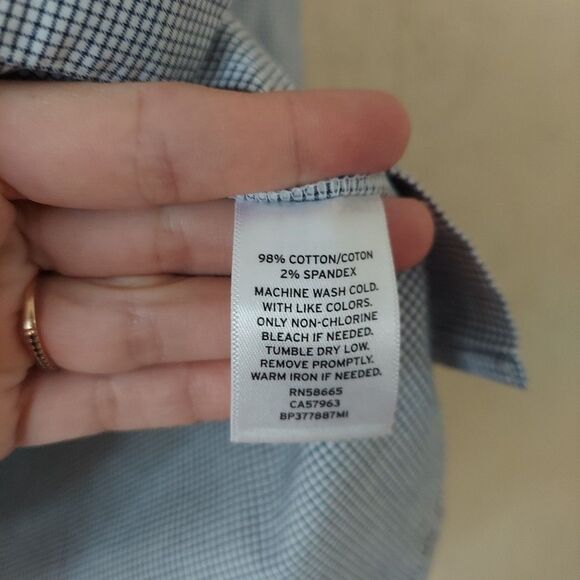 98% COTTON/COTON
2% SPANDEX
MACHINE WASH COLD.
WITH LIKE COLORS.
ONLY NON-CHLORINE
BLEACH IF NEEDED.
TUMBLE DRY LOW.
REMOVE PROMPTLY.
WARM IRON IF NEEDED.
RN58665
CA57963
BP377887MI